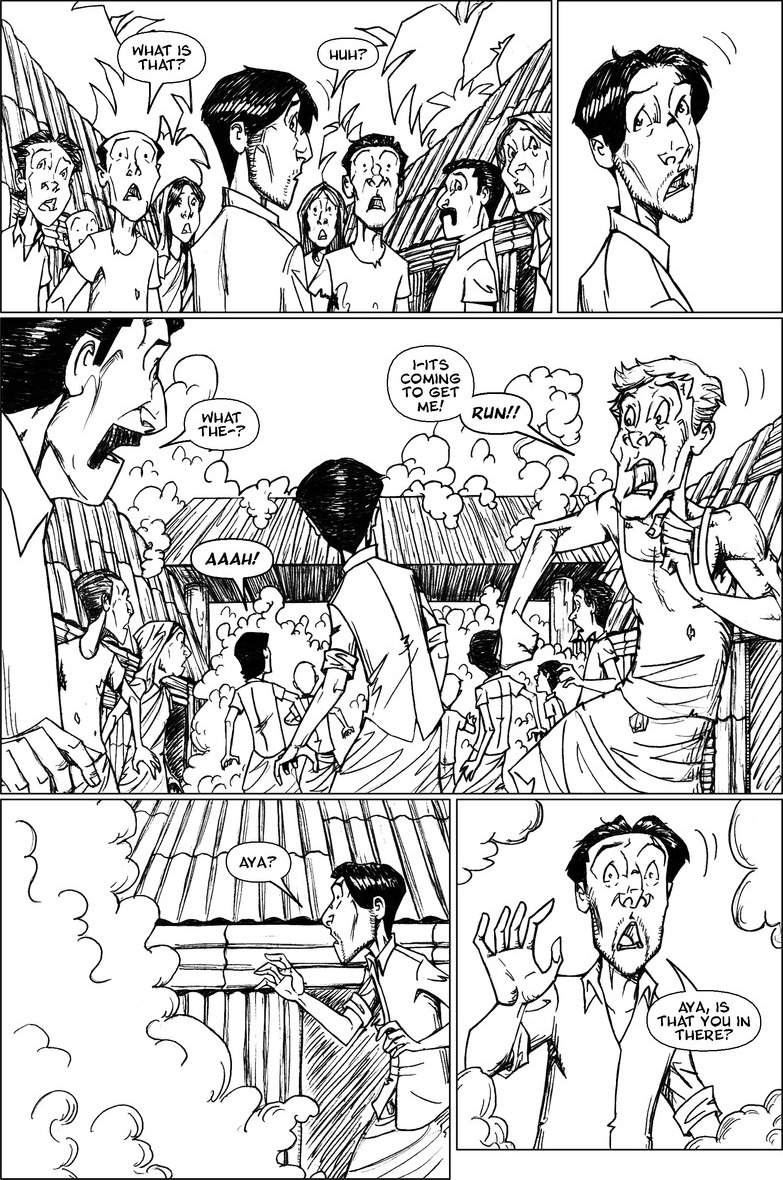 WHAT IS
THAT?
HUH?
WHAT
THE-?
I-ITS
COMING
TO GET
ME!
RUN!!
AAAH!
AYA?
AYA, IS
THAT YOU IN
THERE?